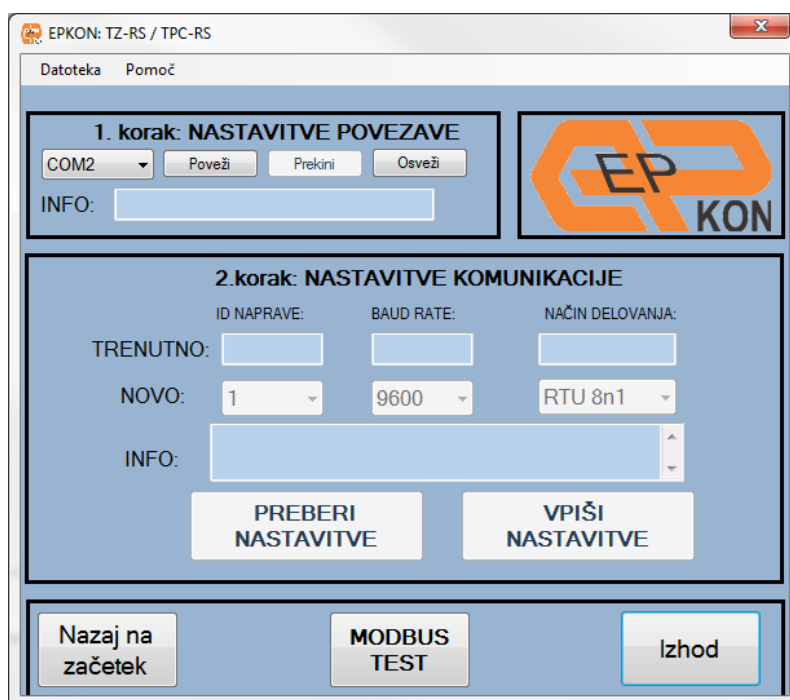 EPKON: TZ-RS / TPC-RS
Datoteka Pomoč
1. korak: NASTAVITVE POVEZAVE
COM2 Poveži Prekini Osveži
INFO:
EP
KON
2.korak: NASTAVITVE KOMUNIKACIJE
ID NAPRAVE: BAUD RATE: NAČIN DELOVANJA:
TRENUTNO:
NOVO: 1 9600 RTU 8n1
INFO:
PREBERI
NASTAVITVE
VPIŠI
NASTAVITVE
Nazaj na
začetek
MODBUS
TEST
Izhod